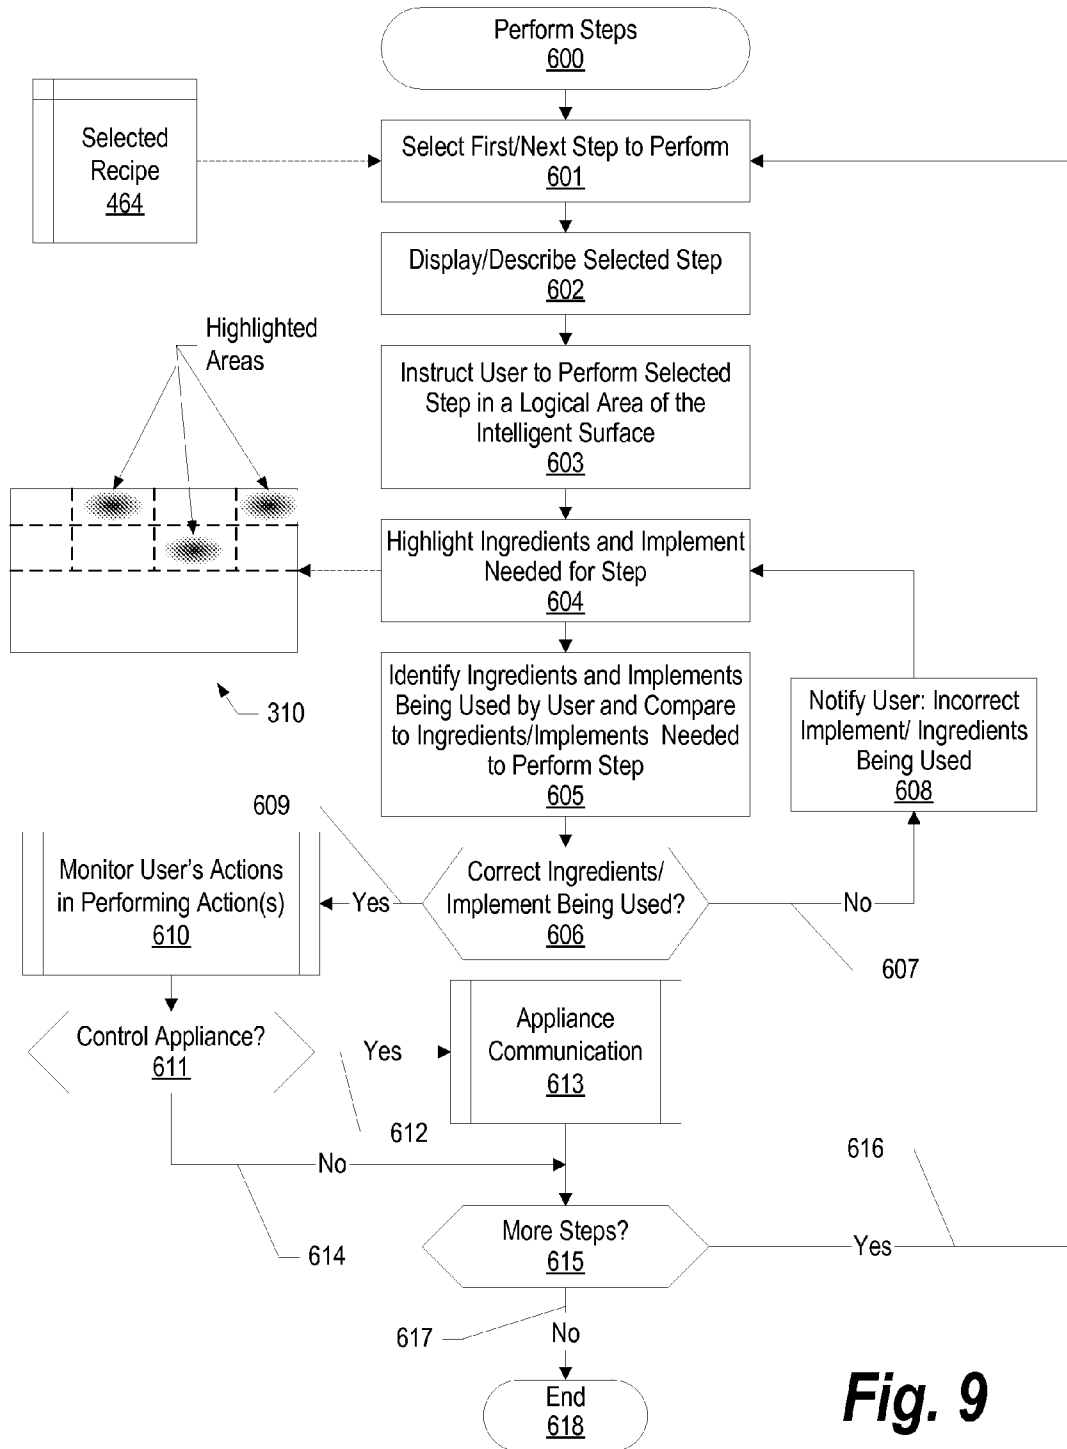 Perform Steps
600
Selected
Recipe
464
Select First/Next Step to Perform
601
Display/Describe Selected Step
602
Highlighted
Areas
Instruct User to Perform Selected
Step in a Logical Area of the
Intelligent Surface
603
Highlight Ingredients and Implement
Needed for Step
604
310
Identify Ingredients and Implements
Being Used by User and Compare
to Ingredients/Implements Needed
to Perform Step
605
Notify User: Incorrect
Implement/ Ingredients
Being Used
608
609
Correct Ingredients/
Implement Being Used?
606
Yes
No
607
Monitor User's Actions
in Performing Action(s)
610
Control Appliance?
611
Yes
612
Appliance
Communication
613
No
614
616
More Steps?
615
Yes
617
No
End
618
Fig. 9